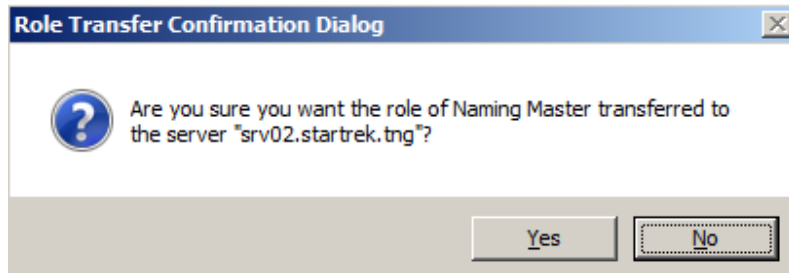 Role Transfer Confirmation Dialog
Are you sure you want the role of Naming Master transferred to
the server "srv02.startrek.tng"?
Yes
No